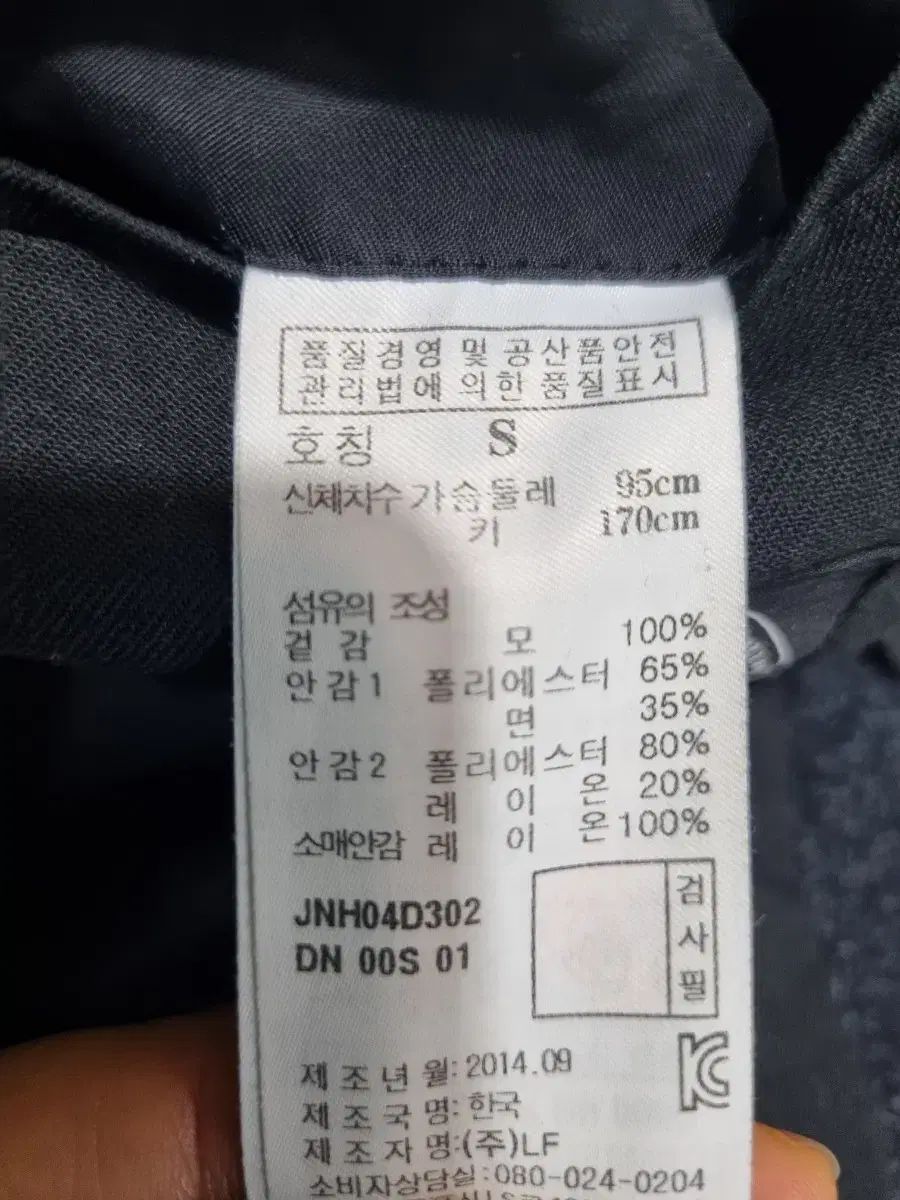 품질경영 및 공산품안전
관리법에 의한 품질표시
호칭 S
신체치수 가슴둘레 95cm
키 170cm
섬유의 조성
겉감 모 100%
안감1 폴리에스터 65%
면 35%
안감2 폴리에스터 80%
레이온 20%
소매안감 레이온 100%
JNH04D302
DN 00S 01
검사필
제조년월: 2014.09
제조국명: 한국
제조자명:(주)LF
소비자상담실:080-024-0204